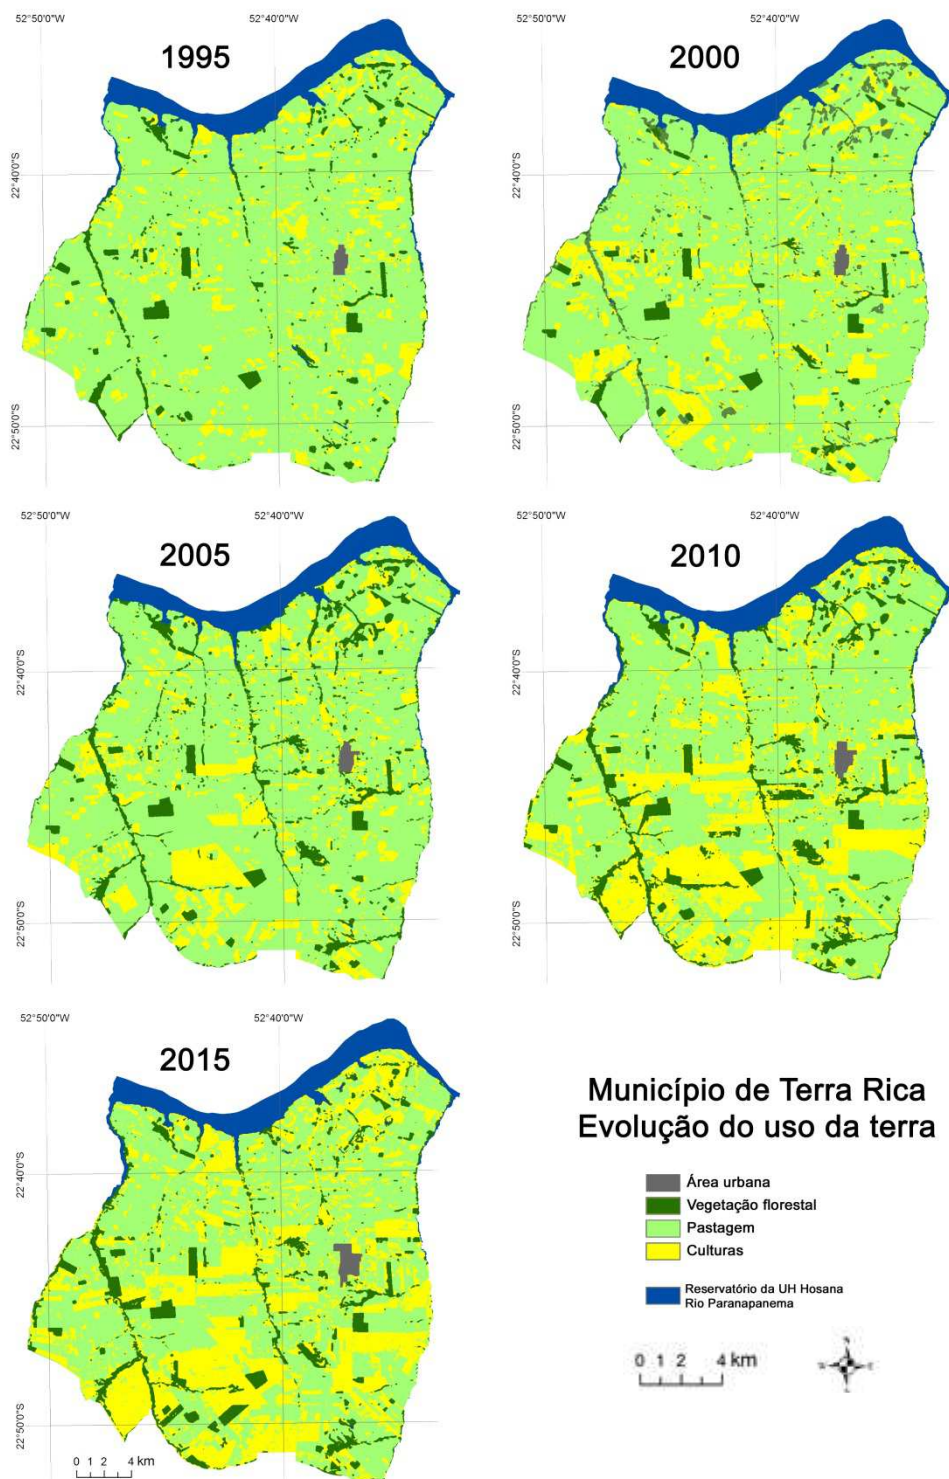 52°50'0"W 52°40'0"W
1995
22°40'0"S
22°50'0"S
52°50'0"W 52°40'0"W
2000
22°40'0"S
22°50'0"S
52°50'0"W 52°40'0"W
2005
22°40'0"S
22°50'0"S
52°50'0"W 52°40'0"W
2010
22°40'0"S
22°50'0"S
52°50'0"W 52°40'0"W
2015
22°40'0"S
22°50'0"S
0 1 2 4 km
Município de Terra Rica
Evolução do uso da terra
Área urbana
Vegetação florestal
Pastagem
Culturas
Reservatório da UH Hosana
Rio Paranapanema
0 1 2 4 km
N
E